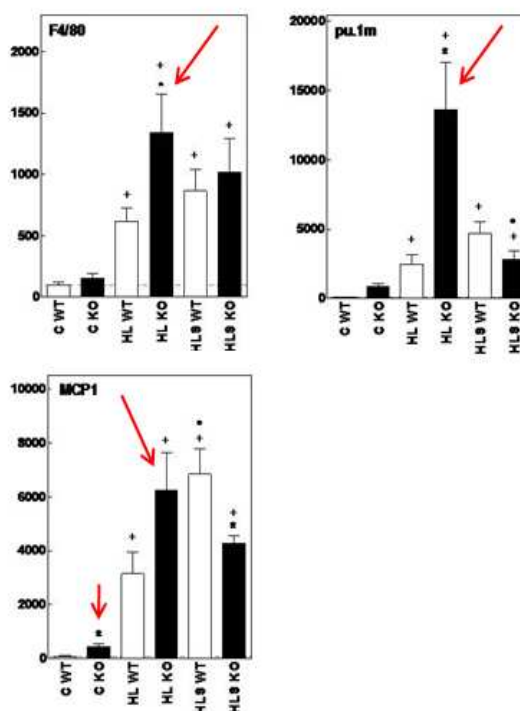 F4/80
2000
1500
1000
500
0
+
*
+
+
+
C WT
C KO
HL WT
HL KO
HLS WT
HLS KO
pu.1m
20000
15000
10000
5000
0
+
+
+
+
C WT
C KO
HL WT
HL KO
HLS WT
HLS KO
MCP1
10000
8000
6000
4000
2000
0
+
+
+
+
C WT
C KO
HL WT
HL KO
HLS WT
HLS KO